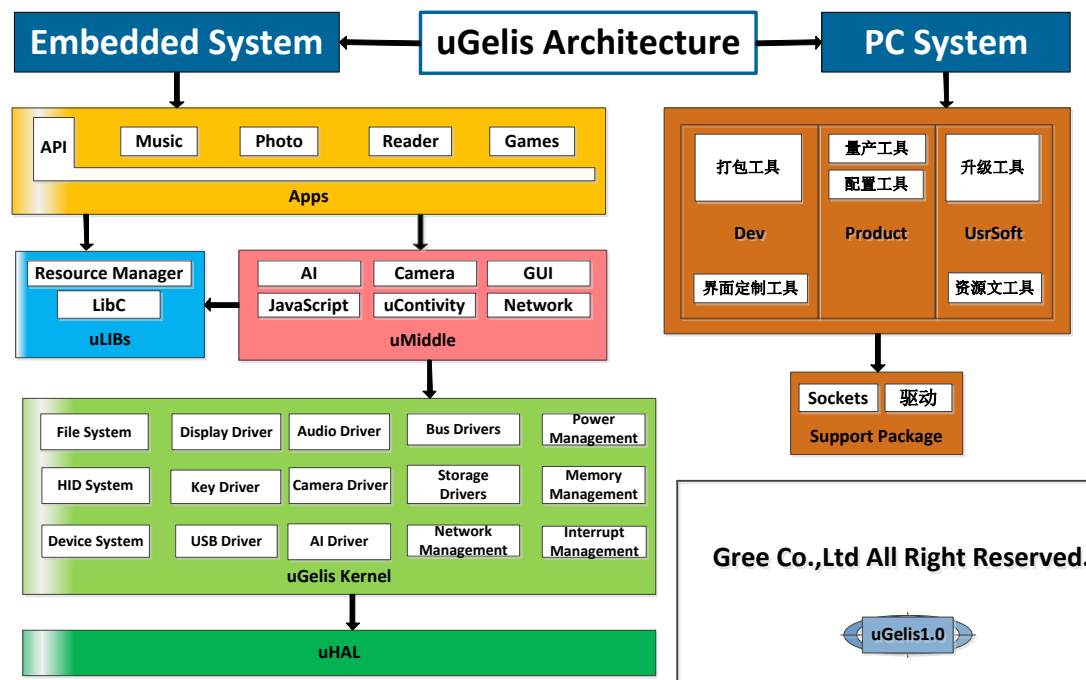 Embedded System
uGelis Architecture
PC System
API
Music
Photo
Reader
Games
Apps
Resource Manager
LibC
uLIBs
AI
Camera
GUI
JavaScript
uContivity
Network
uMiddle
File System
Display Driver
Audio Driver
Bus Drivers
Power
Management
HID System
Key Driver
Camera Driver
Storage
Drivers
Memory
Management
Device System
USB Driver
AI Driver
Network
Management
Interrupt
Management
uGelis Kernel
uHAL
打包工具
Dev
界面定制工具
量产工具
配置工具
Product
升级工具
UsrSoft
资源文工具
Sockets
驱动
Support Package
Gree Co.,Ltd All Right Reserved.
uGelis1.0